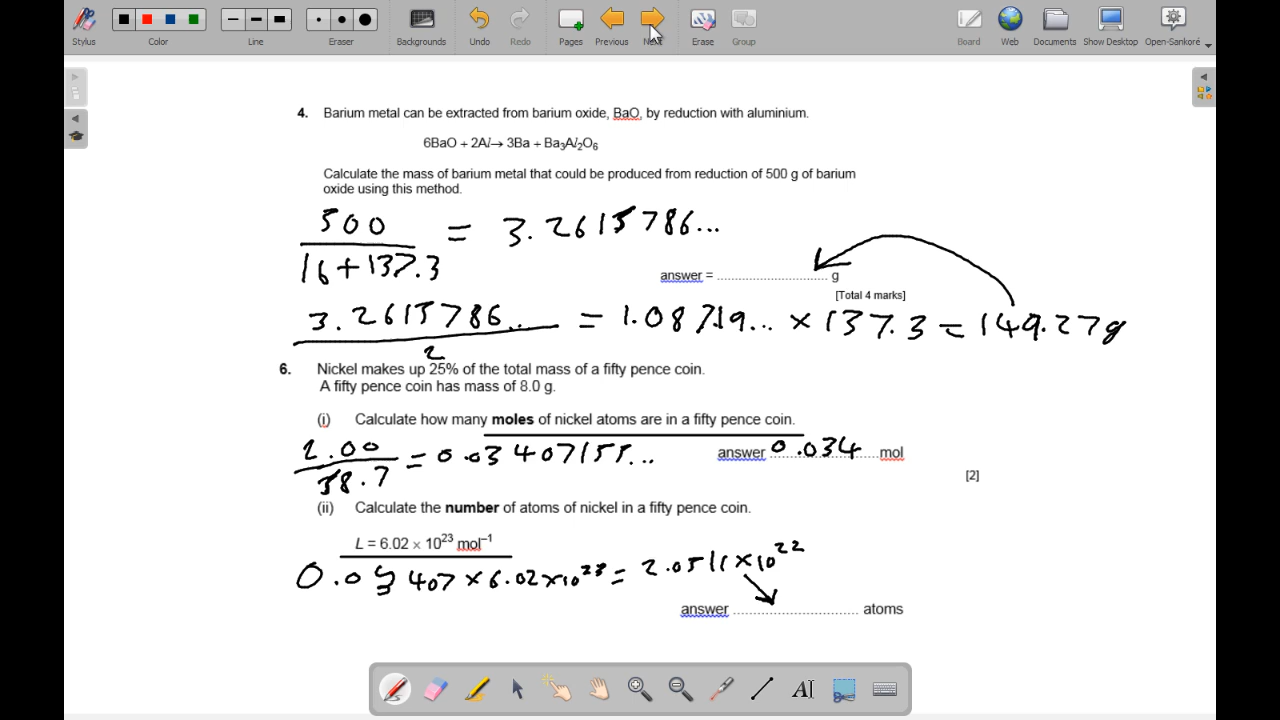 Stylus Color Line Eraser Backgrounds Undo Redo Pages Previous Next Erase Group Board Web Documents Show Desktop Open-Sankoré
4. Barium metal can be extracted from barium oxide, BaO, by reduction with aluminium.
6BaO + 2Al→ 3Ba + Ba₃Al₂O₆
Calculate the mass of barium metal that could be produced from reduction of 500 g of barium
oxide using this method.
500 / 16+137.3 = 3.2615786...
answer = .............................. g
[Total 4 marks]
3.2615786... / 2 = 1.08719... × 137.3 = 149.27g
6. Nickel makes up 25% of the total mass of a fifty pence coin.
A fifty pence coin has mass of 8.0 g.
(i) Calculate how many moles of nickel atoms are in a fifty pence coin.
2.00 / 58.7 = 0.03407155... answer 0.034 mol
[2]
(ii) Calculate the number of atoms of nickel in a fifty pence coin.
L = 6.02 × 10²³ mol⁻¹
0.03407 × 6.02×10²³ = 2.0511×10²²
answer .................................. atoms
AI